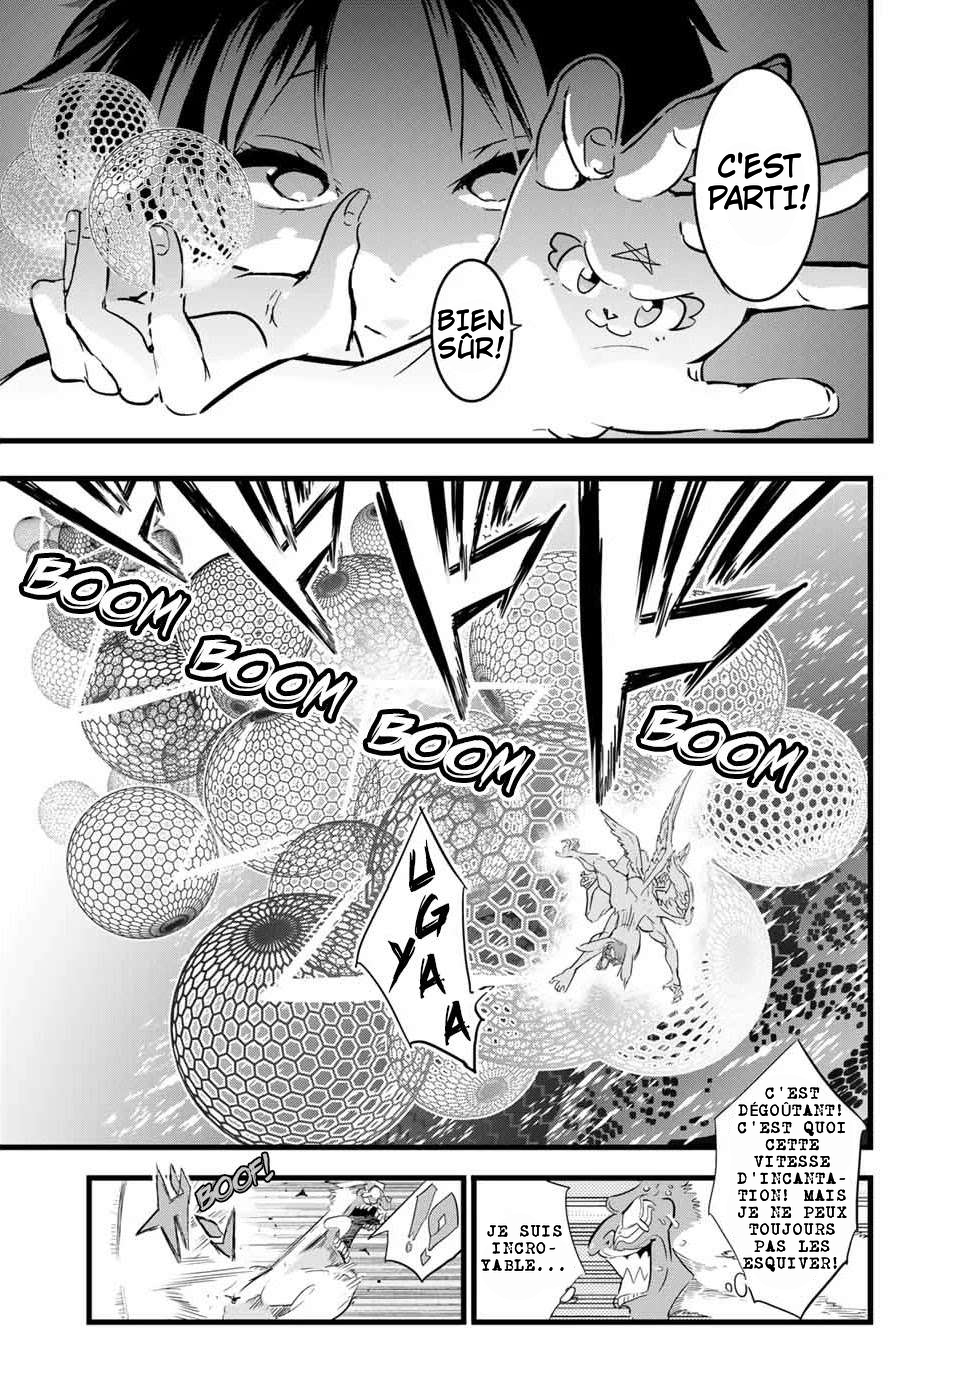 C'EST
PARTI!
BIEN
SÛR!
BOOM
BOOM
BOOM
BOOM
UGYAAA
C'EST
DÉGOÛTANT!
C'EST QUOI
CETTE
VITESSE
D'INCANTA-
TION! MAIS
JE NE PEUX
TOUJOURS
PAS LES
ESQUIVER!
JE SUIS
INCRO-
YABLE...
BOOF!